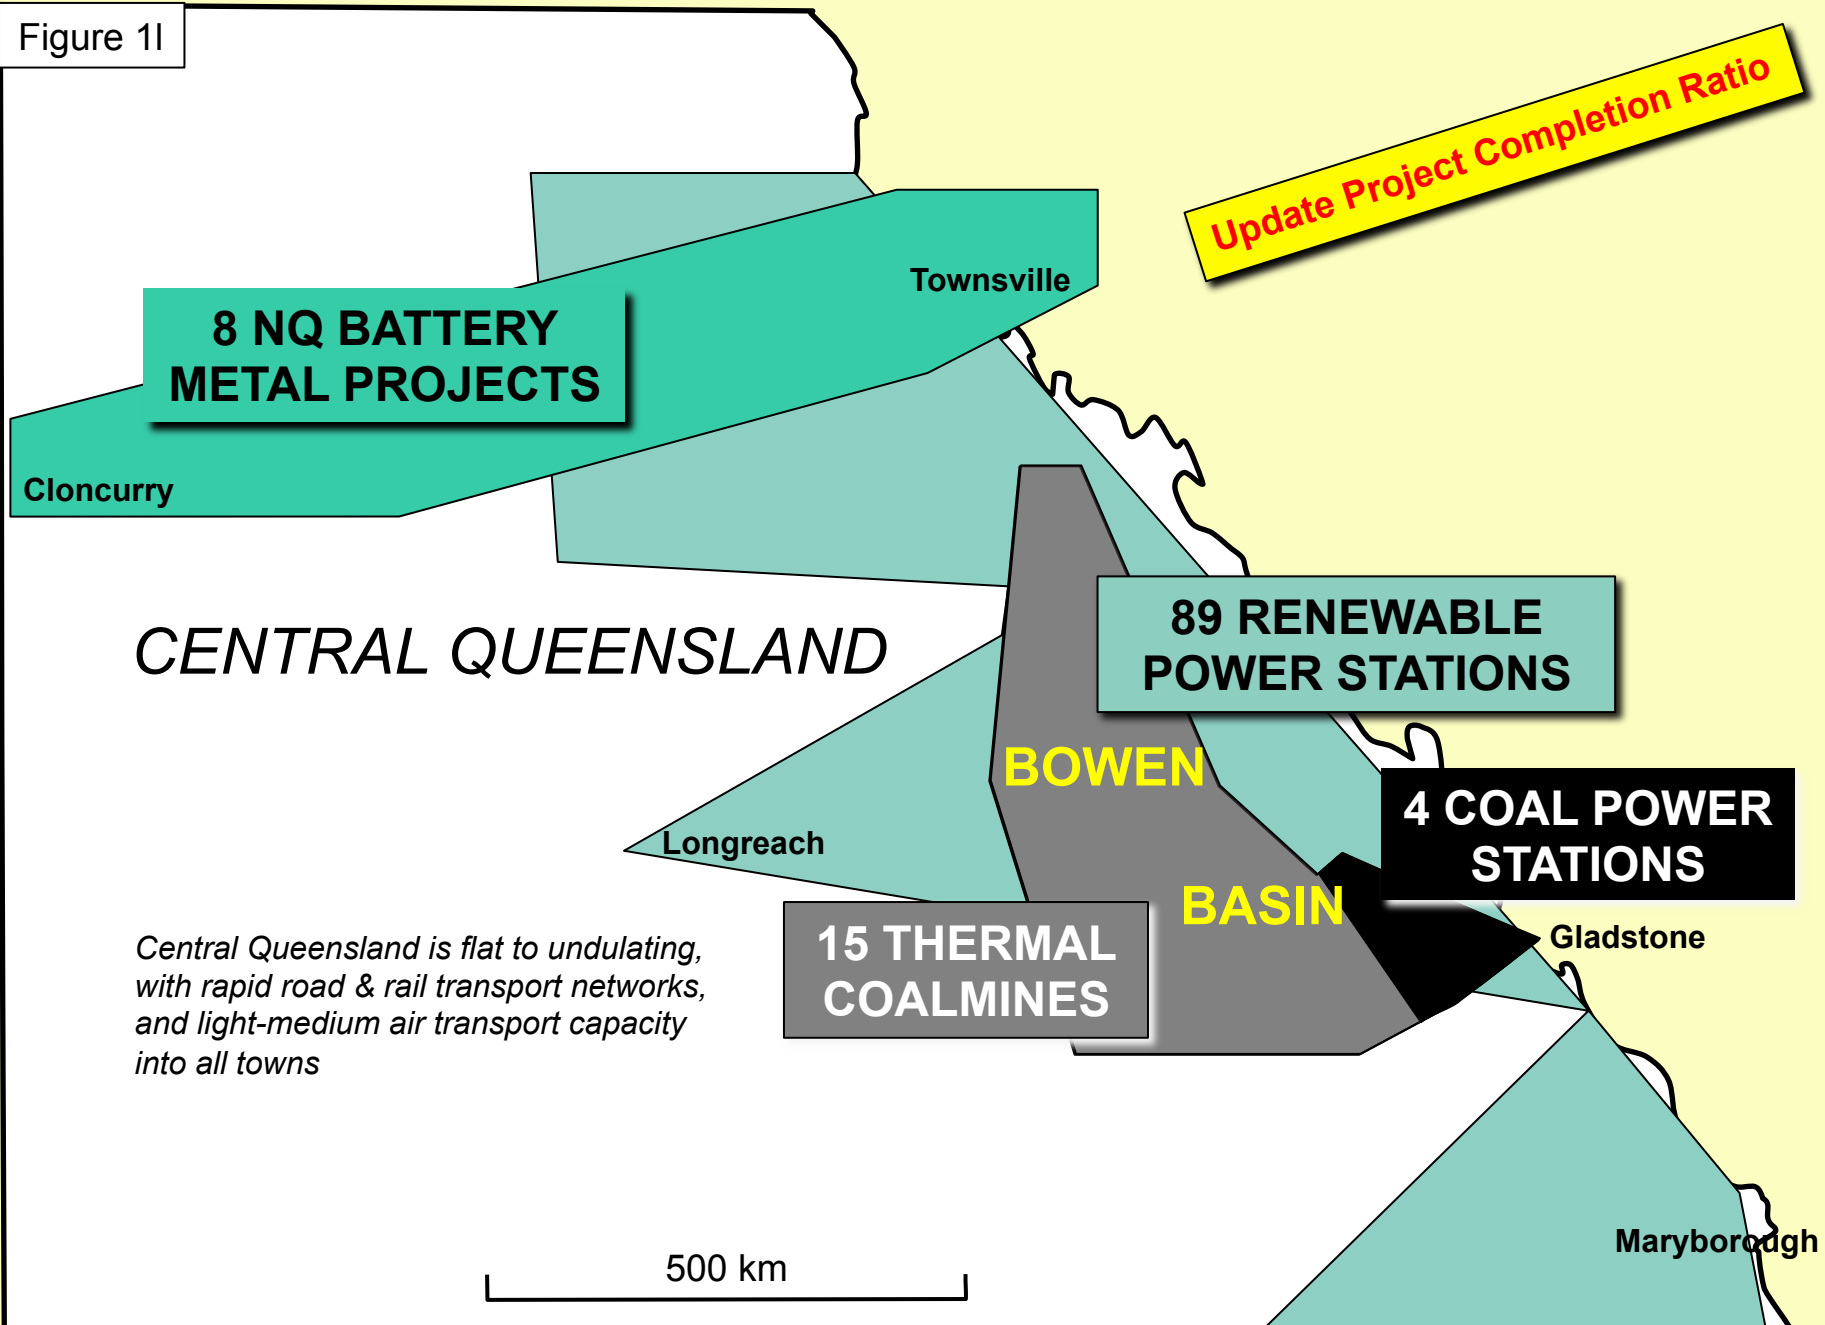 Figure 1I
Update Project Completion Ratio
Townsville
8 NQ BATTERY
METAL PROJECTS
Cloncurry
89 RENEWABLE
POWER STATIONS
CENTRAL QUEENSLAND
BOWEN
4 COAL POWER
STATIONS
Longreach
BASIN
15 THERMAL
COALMINES
Gladstone
Central Queensland is flat to undulating,
with rapid road & rail transport networks,
and light-medium air transport capacity
into all towns
Maryborough
500 km